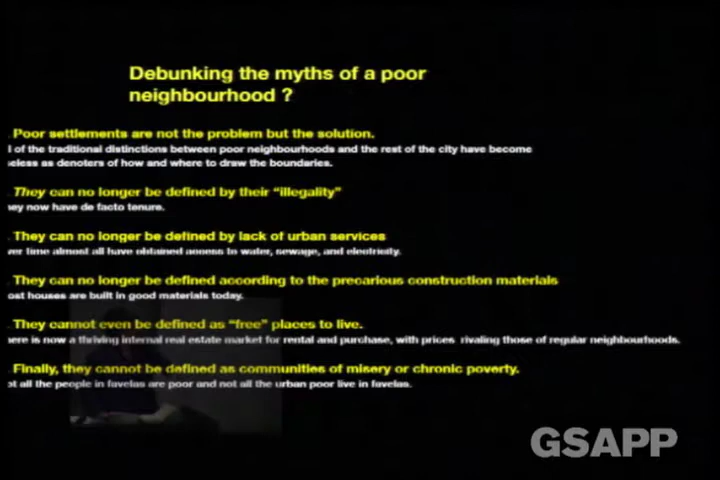 Debunking the myths of a poor
neighbourhood ?
Poor settlements are not the problem but the solution.
l of the traditional distinctions between poor neighbourhoods and the rest of the city have become
eless as denoters of how and where to draw the boundaries.
They can no longer be defined by their “illegality”
ey now have de facto tenure.
They can no longer be defined by lack of urban services
er time almost all have obtained access to water, sewage, and electricity.
They can no longer be defined according to the precarious construction materials
ost houses are built in good materials today.
They cannot even be defined as “free” places to live.
ere is now a thriving internal real estate market for rental and purchase, with prices rivaling those of regular neighbourhoods.
Finally, they cannot be defined as communities of misery or chronic poverty.
ot all the people in favelas are poor and not all the urban poor live in favelas.
GSAPP